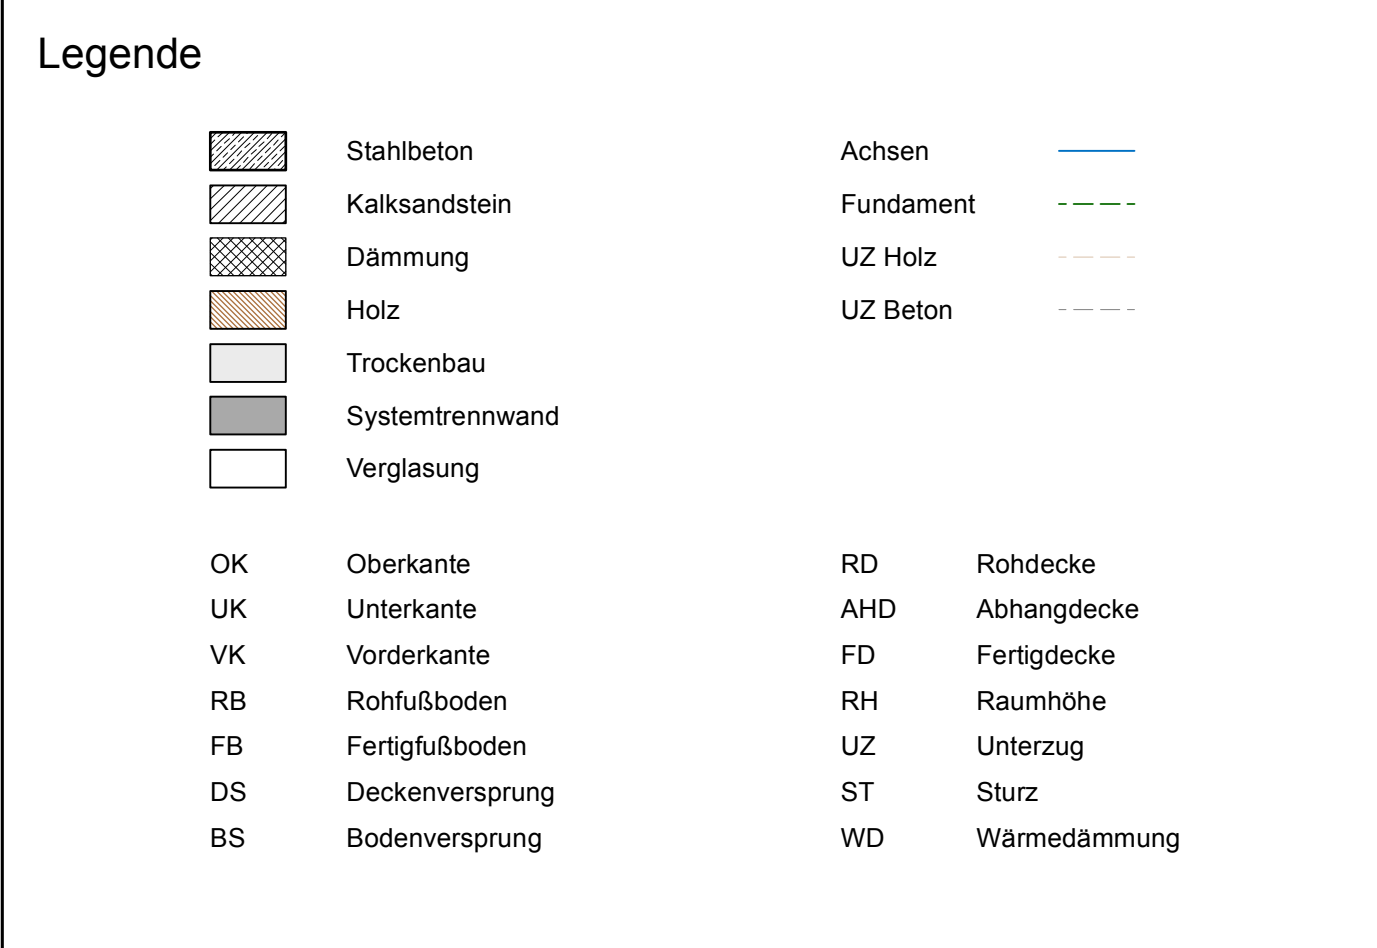 Legende
Stahlbeton
Kalksandstein
Dämmung
Holz
Trockenbau
Systemtrennwand
Verglasung
Achsen
Fundament
UZ Holz
UZ Beton
OK Oberkante
UK Unterkante
VK Vorderkante
RB Rohfußboden
FB Fertigfußboden
DS Deckenversprung
BS Bodenversprung
RD Rohdecke
AHD Abhangdecke
FD Fertigdecke
RH Raumhöhe
UZ Unterzug
ST Sturz
WD Wärmedämmung